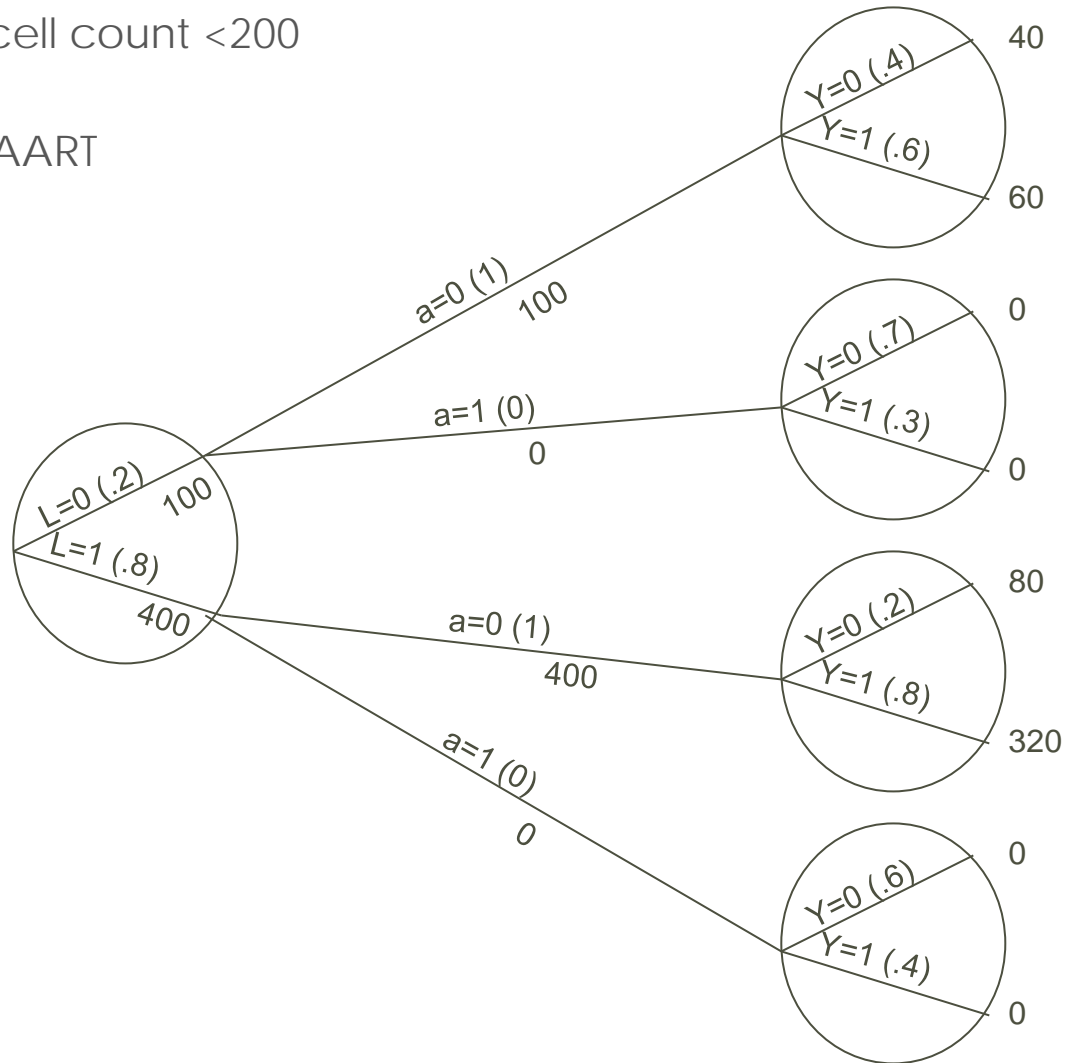 cell count <200
AART
Y=0 (.4)
40
Y=1 (.6)
60
a=0 (1)
100
Y=0 (.7)
0
Y=1 (.3)
0
a=1 (0)
0
L=0 (.2)
100
L=1 (.8)
400
a=0 (1)
400
Y=0 (.2)
80
Y=1 (.8)
320
a=1 (0)
0
Y=0 (.6)
0
Y=1 (.4)
0